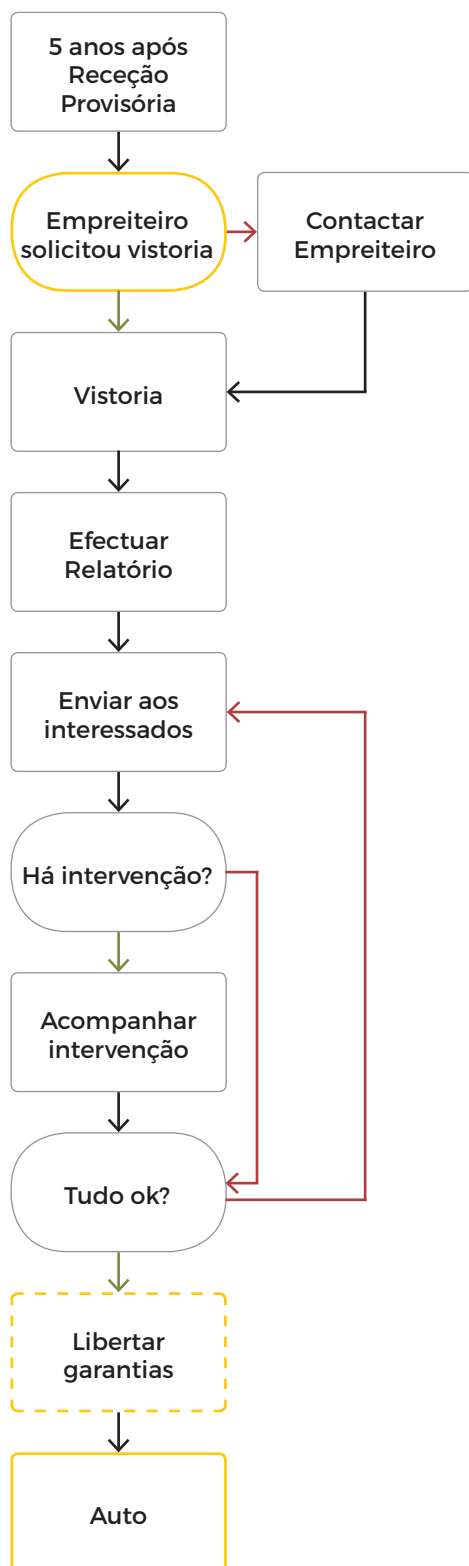 5 anos após
Receção
Provisória
Empreiteiro
solicitou vistoria
Contactar
Empreiteiro
Vistoria
Efectuar
Relatório
Enviar aos
interessados
Há intervenção?
Acompanhar
intervenção
Tudo ok?
Libertar
garantias
Auto